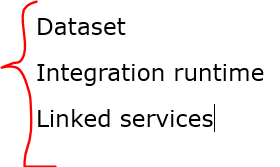 Dataset
Integration runtime
Linked services